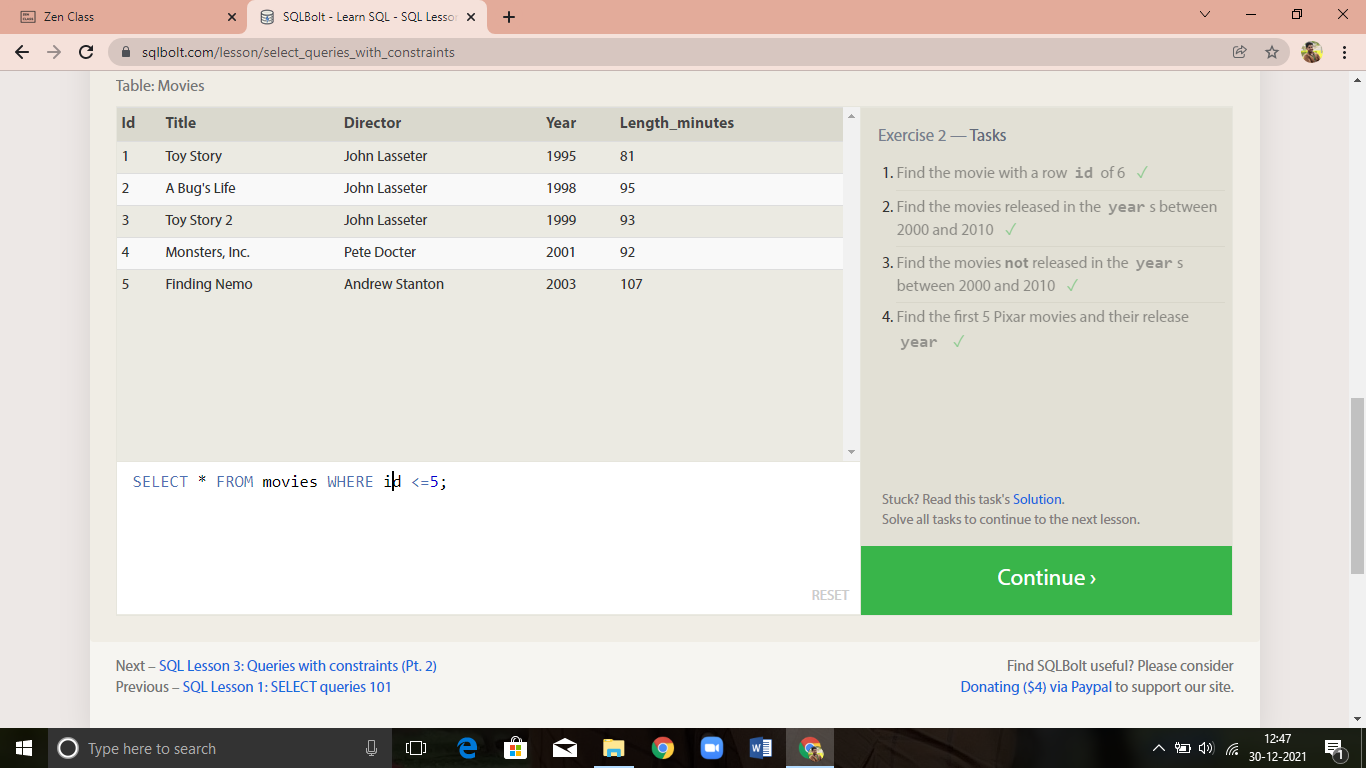 Zen Class
SQLBolt - Learn SQL - SQL Lesson
sqlbolt.com/lesson/select_queries_with_constraints
Table: Movies
Id Title Director Year Length_minutes
1 Toy Story John Lasseter 1995 81
2 A Bug's Life John Lasseter 1998 95
3 Toy Story 2 John Lasseter 1999 93
4 Monsters, Inc. Pete Docter 2001 92
5 Finding Nemo Andrew Stanton 2003 107
Exercise 2 — Tasks
1. Find the movie with a row id of 6 ✓
2. Find the movies released in the year s between
2000 and 2010 ✓
3. Find the movies not released in the year s
between 2000 and 2010 ✓
4. Find the first 5 Pixar movies and their release
year ✓
SELECT * FROM movies WHERE id <=5;
RESET
Stuck? Read this task's Solution.
Solve all tasks to continue to the next lesson.
Continue ›
Next – SQL Lesson 3: Queries with constraints (Pt. 2)
Previous – SQL Lesson 1: SELECT queries 101
Find SQLBolt useful? Please consider
Donating ($4) via Paypal to support our site.
Type here to search
12:47
30-12-2021
1